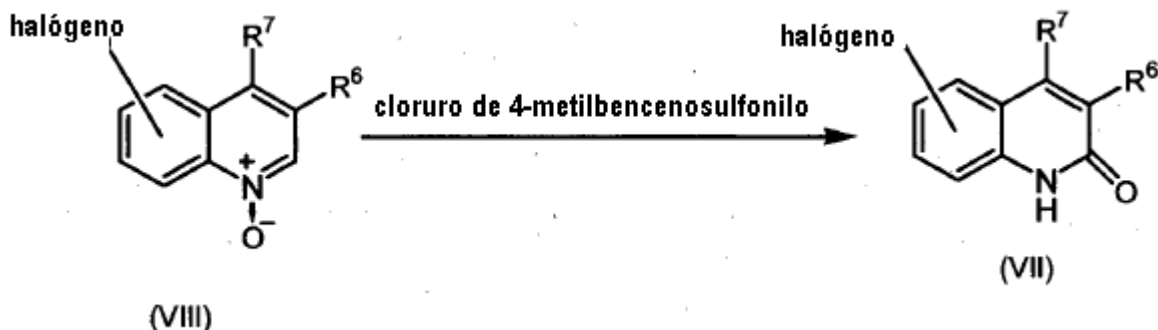 halógeno
R7
R6
N
+
O-
(VIII)
cloruro de 4-metilbencenosulfonilo
halógeno
R7
R6
N
H
O
(VII)